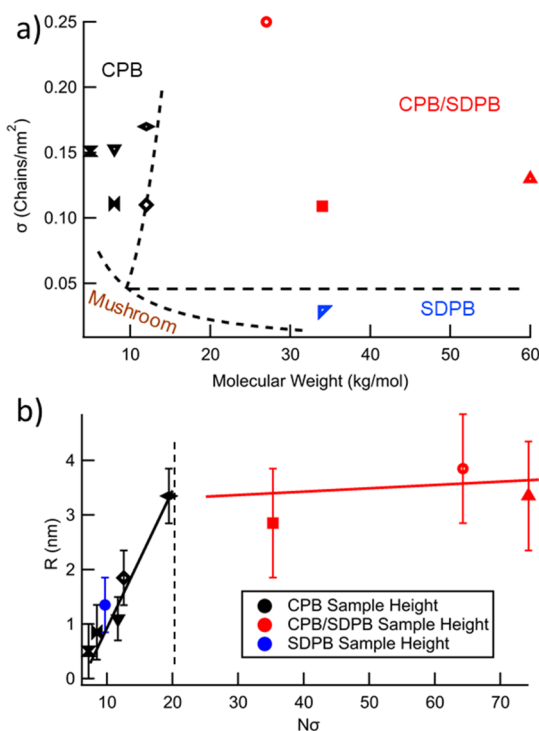 a)
0.25
0.20
0.15
0.10
0.05
σ (Chains/nm²)
CPB
CPB/SDPB
Mushroom
SDPB
10 20 30 40 50 60
Molecular Weight (kg/mol)
b)
4
3
2
1
0
R (nm)
CPB Sample Height
CPB/SDPB Sample Height
SDPB Sample Height
10 20 30 40 50 60 70
Nσ